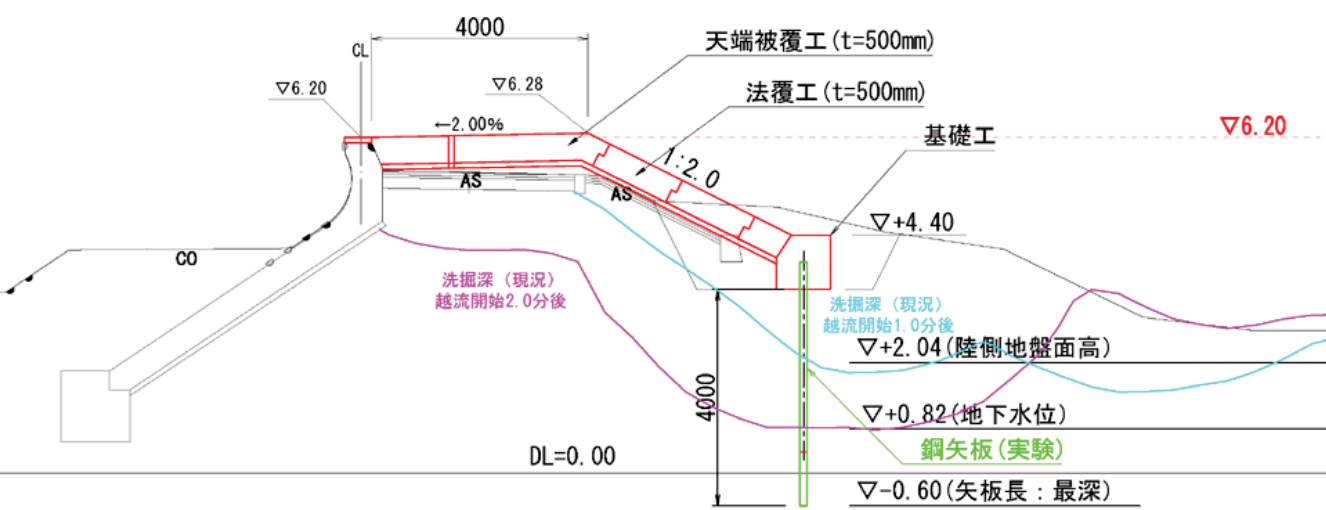 4000
天端被覆工(t=500mm)
CL
▽6.20
▽6.28
法覆工(t=500mm)
←2.00%
▽6.20
基礎工
1:2.0
AS
AS
▽+4.40
CO
洗掘深（現況）
越流開始2.0分後
洗掘深（現況）
越流開始1.0分後
▽+2.04(陸側地盤面高)
4000
▽+0.82(地下水位)
鋼矢板(実験)
DL=0.00
▽-0.60(矢板長：最深)